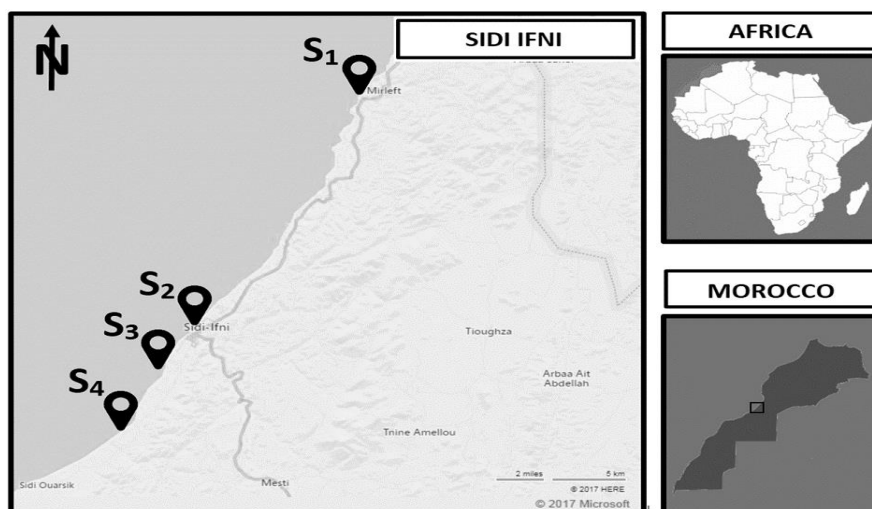 N
SIDI IFNI
S₁
Mirleft
S₂
Sidi-Ifni
S₃
Tioughza
S₄
Arbaa Ait
Abdellah
Tnine Amellou
Sidi Ouarsik
Mesti
2 miles
5 km
© 2017 HERE
© 2017 Microsoft
AFRICA
MOROCCO